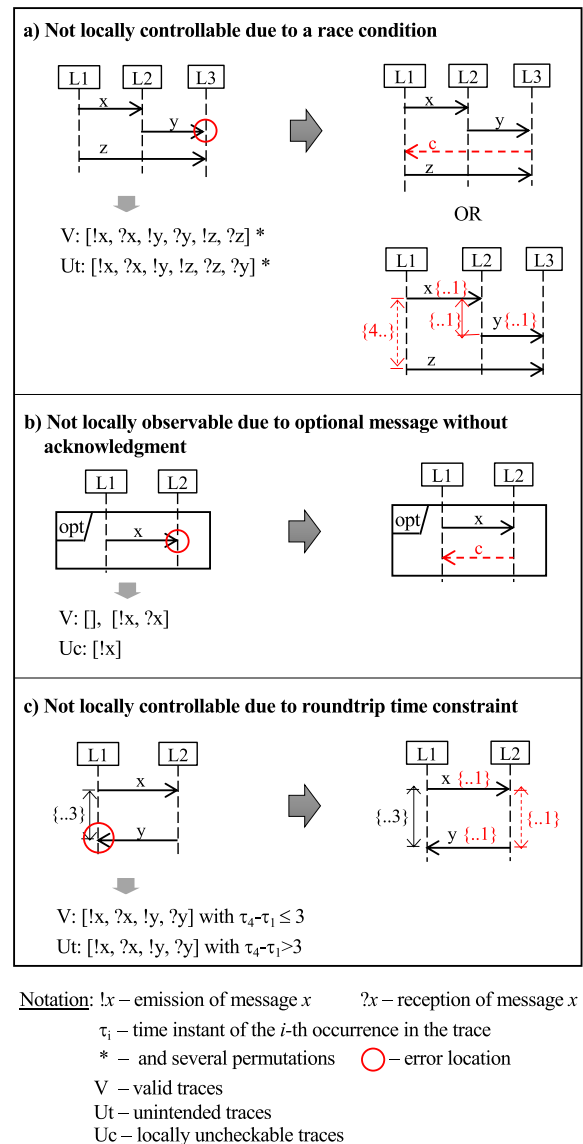 a) Not locally controllable due to a race condition
L1 L2 L3
x
y
z
V: [!x, ?x, !y, ?y, !z, ?z] *
Ut: [!x, ?x, !y, !z, ?z, ?y] *
L1 L2 L3
x
y
c
z
OR
L1 L2 L3
x{..1}
{4..}
{..1}
y{..1}
z
b) Not locally observable due to optional message without
acknowledgment
L1 L2
opt
x
V: [], [!x, ?x]
Uc: [!x]
L1 L2
opt
x
c
c) Not locally controllable due to roundtrip time constraint
L1 L2
x
{..3}
y
V: [!x, ?x, !y, ?y] with τ4-τ1 ≤ 3
Ut: [!x, ?x, !y, ?y] with τ4-τ1>3
L1 L2
x {..1}
{..3}
{..1}
y {..1}
Notation: !x – emission of message x ?x – reception of message x
τi – time instant of the i-th occurrence in the trace
* – and several permutations – error location
V – valid traces
Ut – unintended traces
Uc – locally uncheckable traces